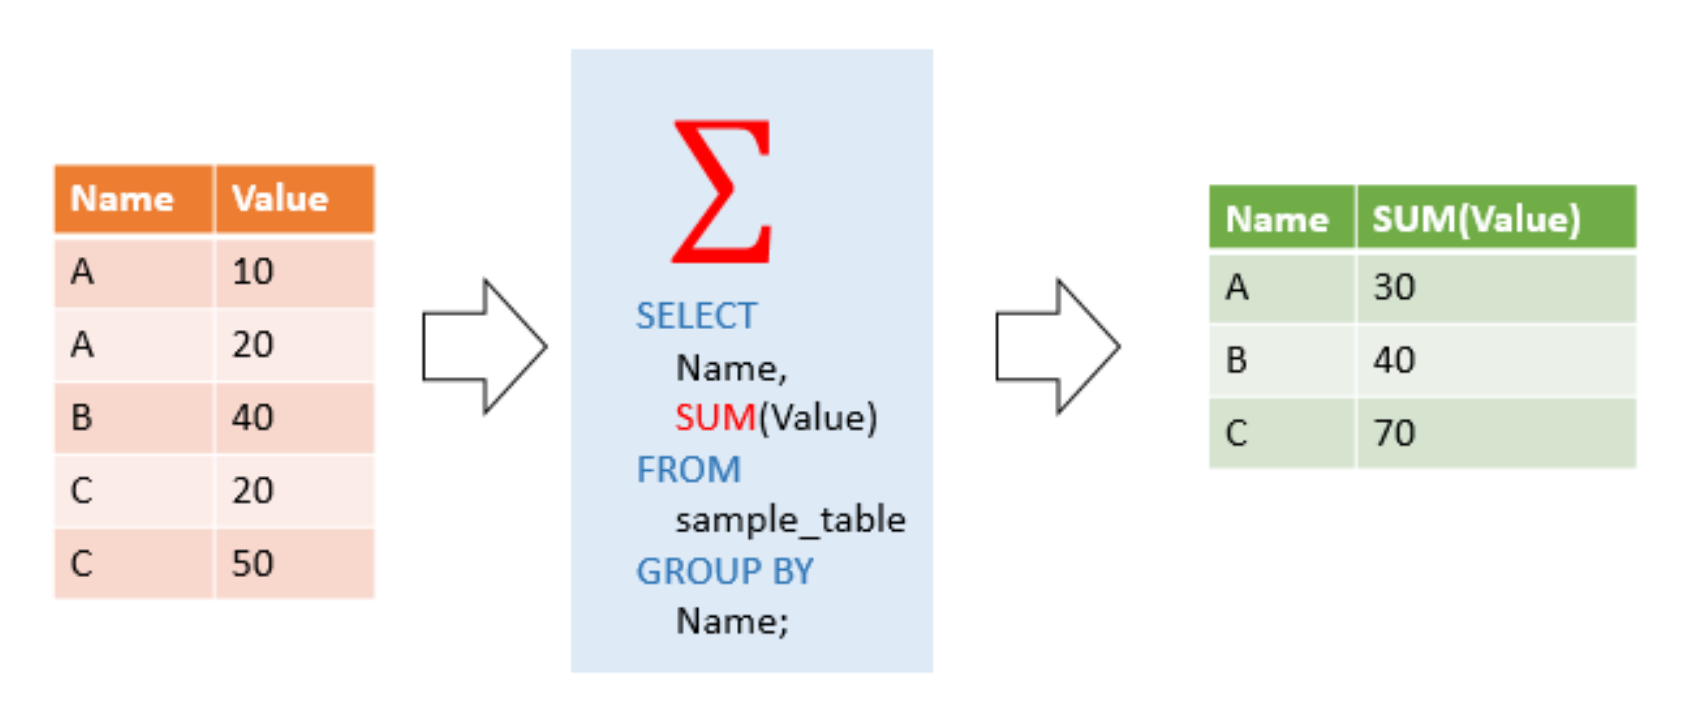 Name Value
A 10
A 20
B 40
C 20
C 50
Σ
SELECT
Name,
SUM(Value)
FROM
sample_table
GROUP BY
Name;
Name SUM(Value)
A 30
B 40
C 70